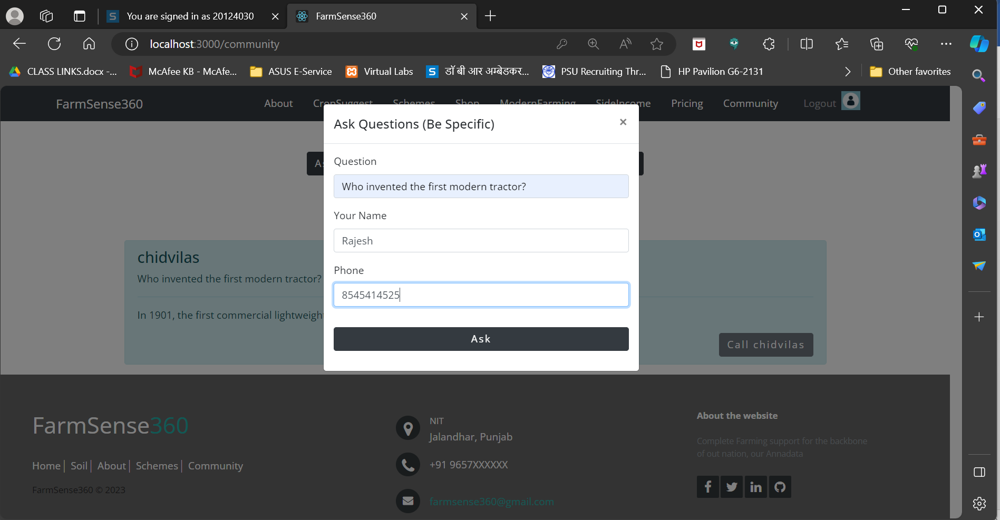 You are signed in as 20124030
FarmSense360
localhost:3000/community
CLASS LINKS.docx -...
McAfee KB - McAfe...
ASUS E-Service
Virtual Labs
डॉ बी आर अम्बेडकर...
PSU Recruiting Thr...
HP Pavilion G6-2131
Other favorites
FarmSense360
About
CropSuggest
Schemes
Shop
ModernFarming
SideIncome
Pricing
Community
Logout
Ask Questions (Be Specific)
×
Question
Who invented the first modern tractor?
Your Name
Rajesh
Phone
8545414525
Ask
chidvilas
Who invented the first modern tractor?
In 1901, the first commercial lightweight
Call chidvilas
FarmSense360
Home| Soil| About| Schemes| Community
FarmSense360 © 2023
NIT
Jalandhar, Punjab
+91 9657XXXXXX
farmsense360@gmail.com
About the website
Complete Farming support for the backbone
of out nation, our Annadata